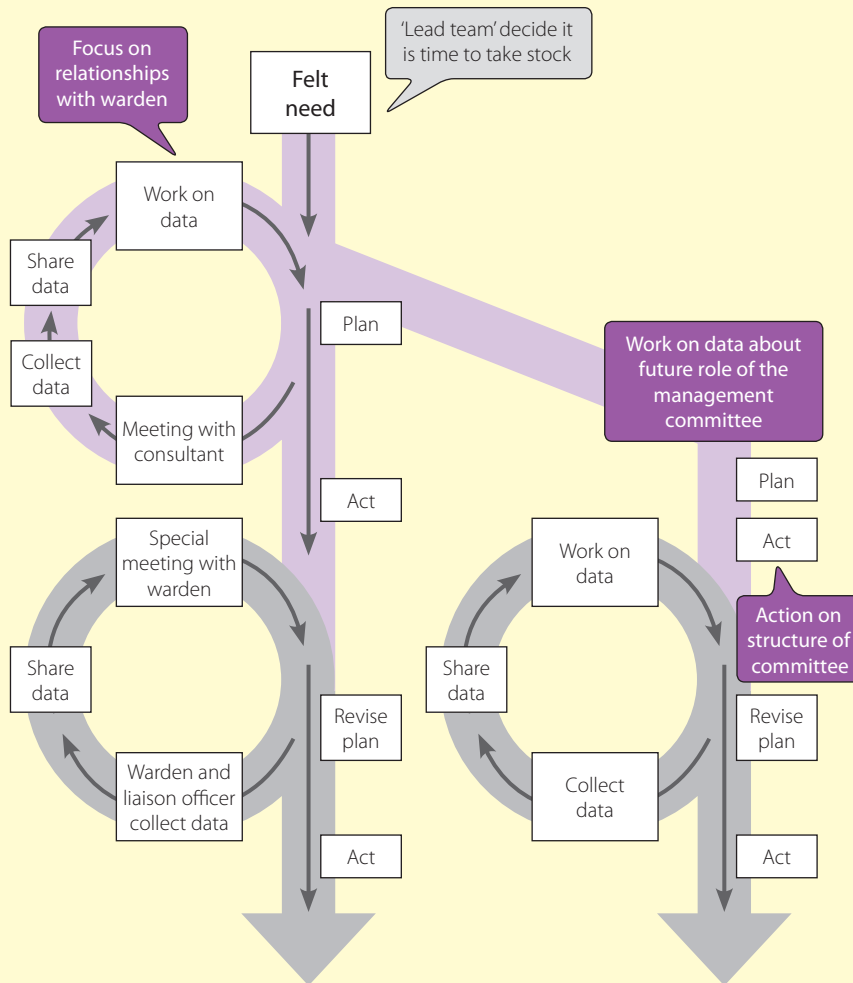 Focus on
relationships
with warden
'Lead team' decide it
is time to take stock
Felt
need
Work on
data
Share
data
Collect
data
Meeting with
consultant
Plan
Act
Work on data about
future role of the
management
committee
Plan
Act
Action on
structure of
committee
Special
meeting with
warden
Share
data
Warden and
liaison officer
collect data
Revise
plan
Act
Work on
data
Share
data
Collect
data
Revise
plan
Act